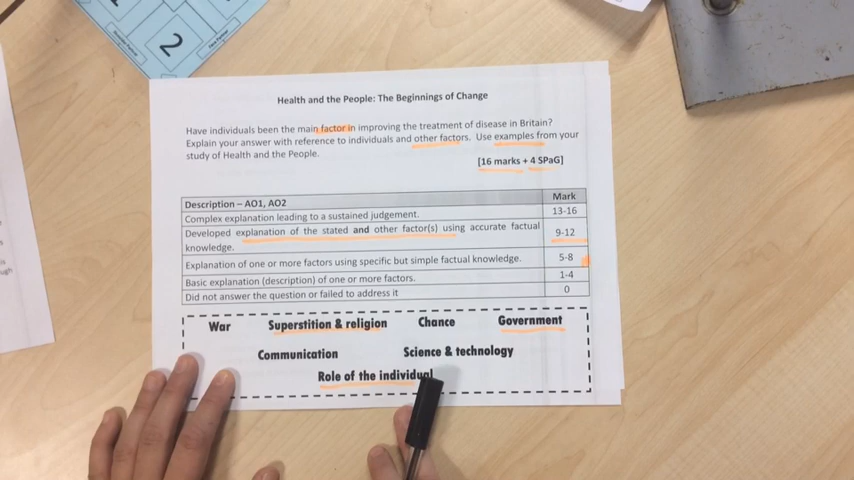 2
Health and the People: The Beginnings of Change
Have individuals been the main factor in improving the treatment of disease in Britain?
Explain your answer with reference to individuals and other factors. Use examples from your
study of Health and the People.
[16 marks + 4 SPaG]
Description – AO1, AO2 Mark
Complex explanation leading to a sustained judgement. 13-16
Developed explanation of the stated and other factor(s) using accurate factual
knowledge. 9-12
Explanation of one or more factors using specific but simple factual knowledge. 5-8
Basic explanation (description) of one or more factors. 1-4
Did not answer the question or failed to address it 0
War Superstition & religion Chance Government
Communication Science & technology
Role of the individual